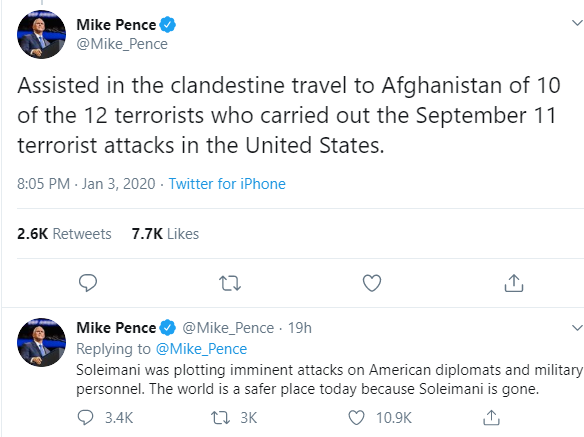 Mike Pence
@Mike_Pence
Assisted in the clandestine travel to Afghanistan of 10
of the 12 terrorists who carried out the September 11
terrorist attacks in the United States.
8:05 PM · Jan 3, 2020 · Twitter for iPhone
2.6K Retweets 7.7K Likes
Mike Pence @Mike_Pence · 19h
Replying to @Mike_Pence
Soleimani was plotting imminent attacks on American diplomats and military
personnel. The world is a safer place today because Soleimani is gone.
3.4K 3K 10.9K